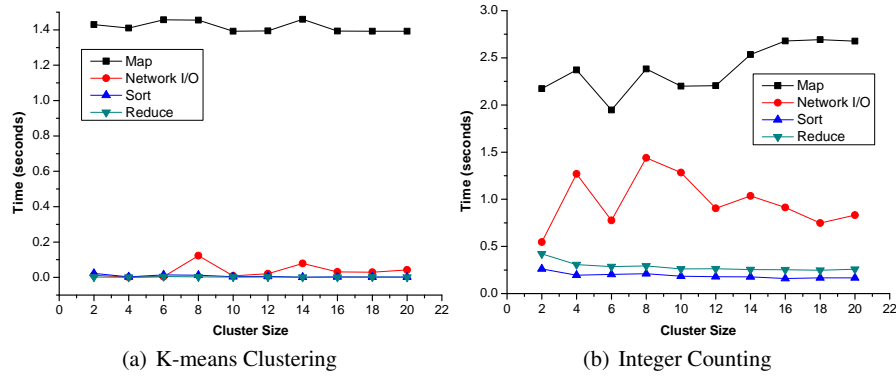 1.4
1.2
1.0
0.8
0.6
0.4
0.2
0.0
Time (seconds)
Map
Network I/O
Sort
Reduce
0 2 4 6 8 10 12 14 16 18 20 22
Cluster Size
(a) K-means Clustering
3.0
2.5
2.0
1.5
1.0
0.5
0.0
Time (seconds)
Map
Network I/O
Sort
Reduce
0 2 4 6 8 10 12 14 16 18 20 22
Cluster Size
(b) Integer Counting